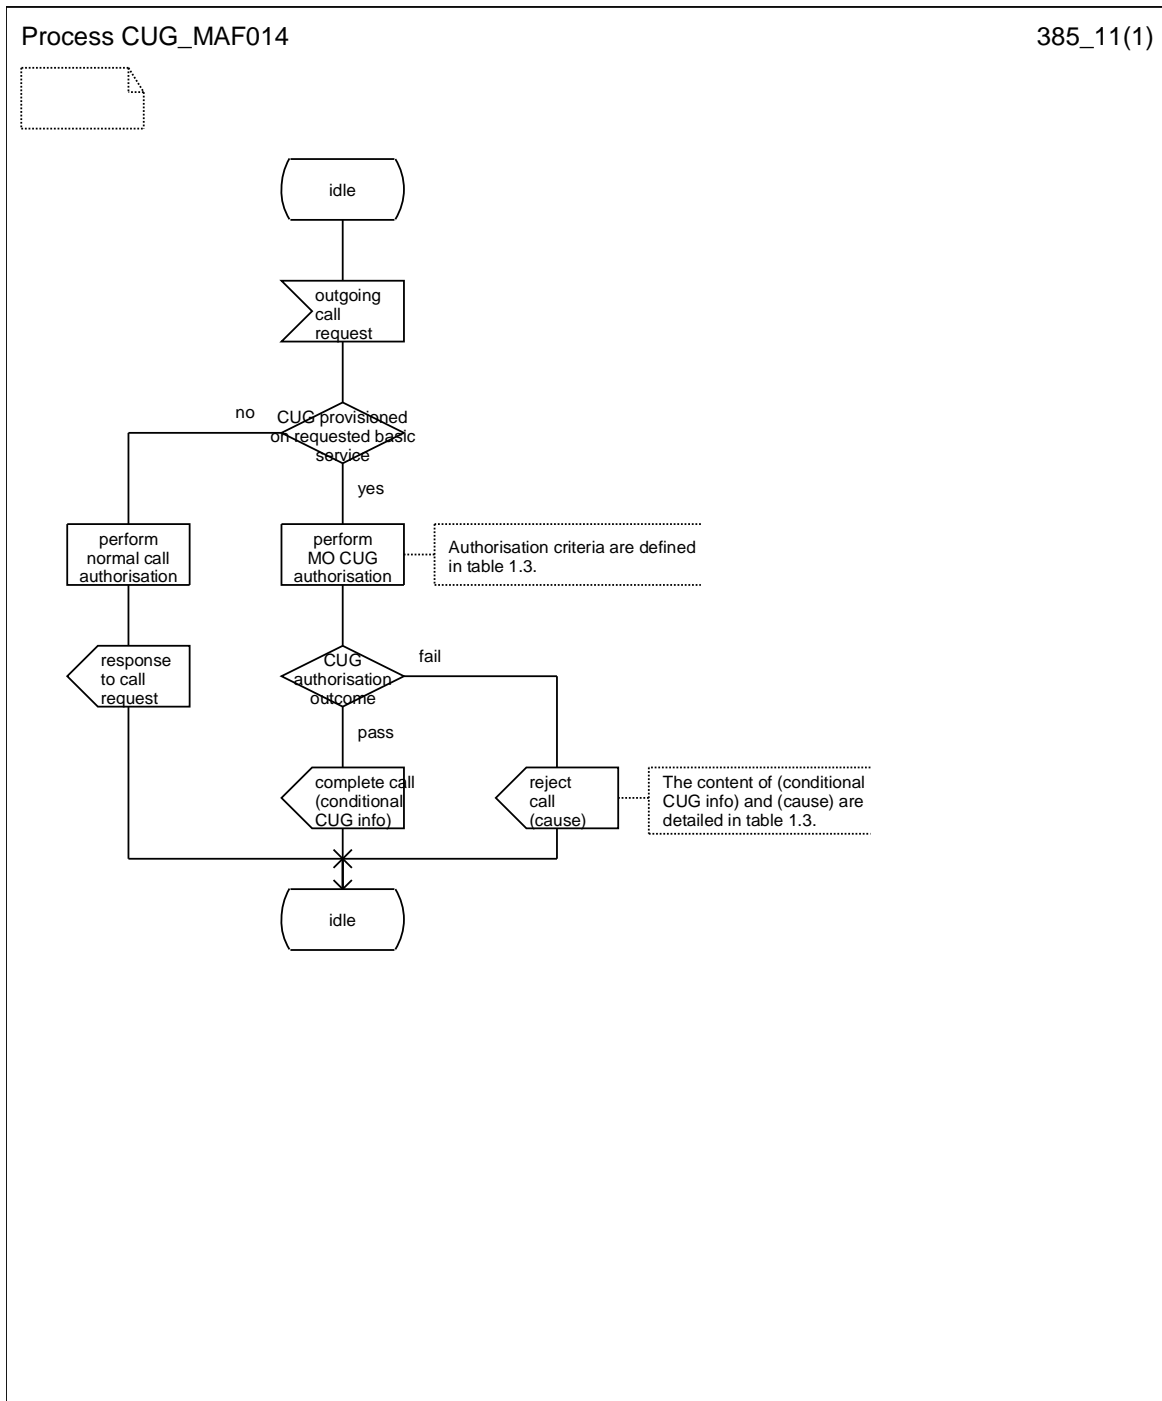 Process CUG_MAF014
385_11(1)
idle
outgoing
call
request
no
CUG provisioned
on requested basic
service
yes
perform
normal call
authorisation
perform
MO CUG
authorisation
Authorisation criteria are defined
in table 1.3.
response
to call
request
CUG
authorisation
outcome
fail
pass
complete call
(conditional
CUG info)
reject
call
(cause)
The content of (conditional
CUG info) and (cause) are
detailed in table 1.3.
idle